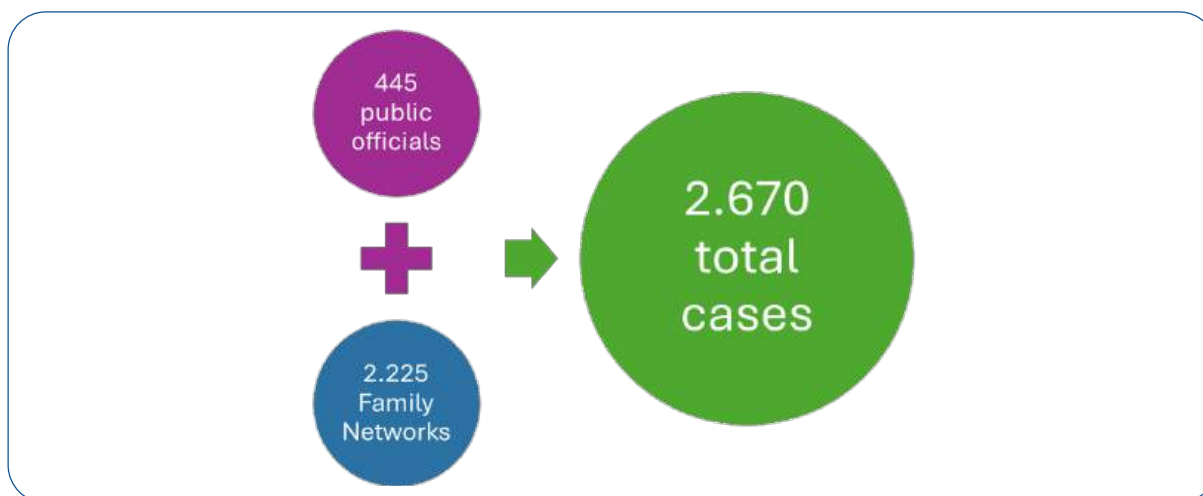 445
public
officials
2.225
Family
Networks
2.670
total
cases